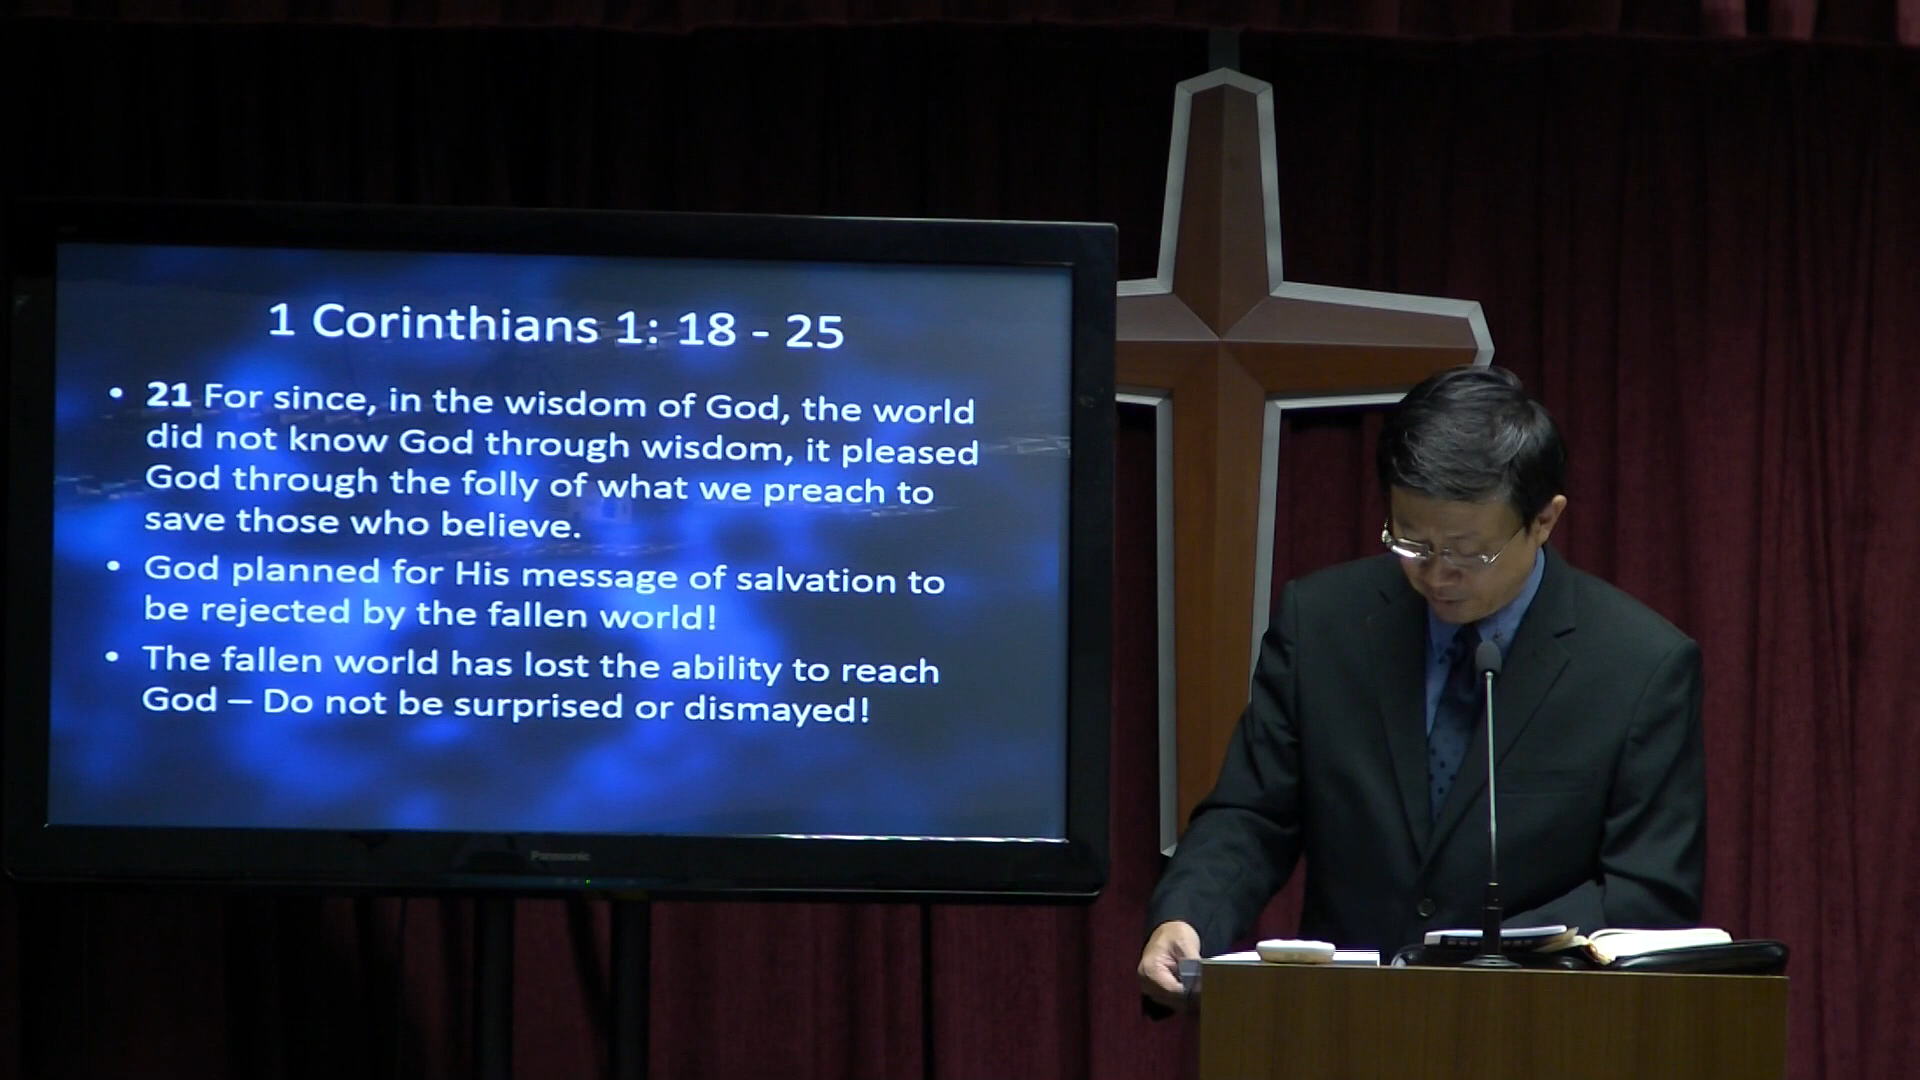 1 Corinthians 1: 18 - 25
• 21 For since, in the wisdom of God, the world
did not know God through wisdom, it pleased
God through the folly of what we preach to
save those who believe.
• God planned for His message of salvation to
be rejected by the fallen world!
• The fallen world has lost the ability to reach
God – Do not be surprised or dismayed!
Panasonic